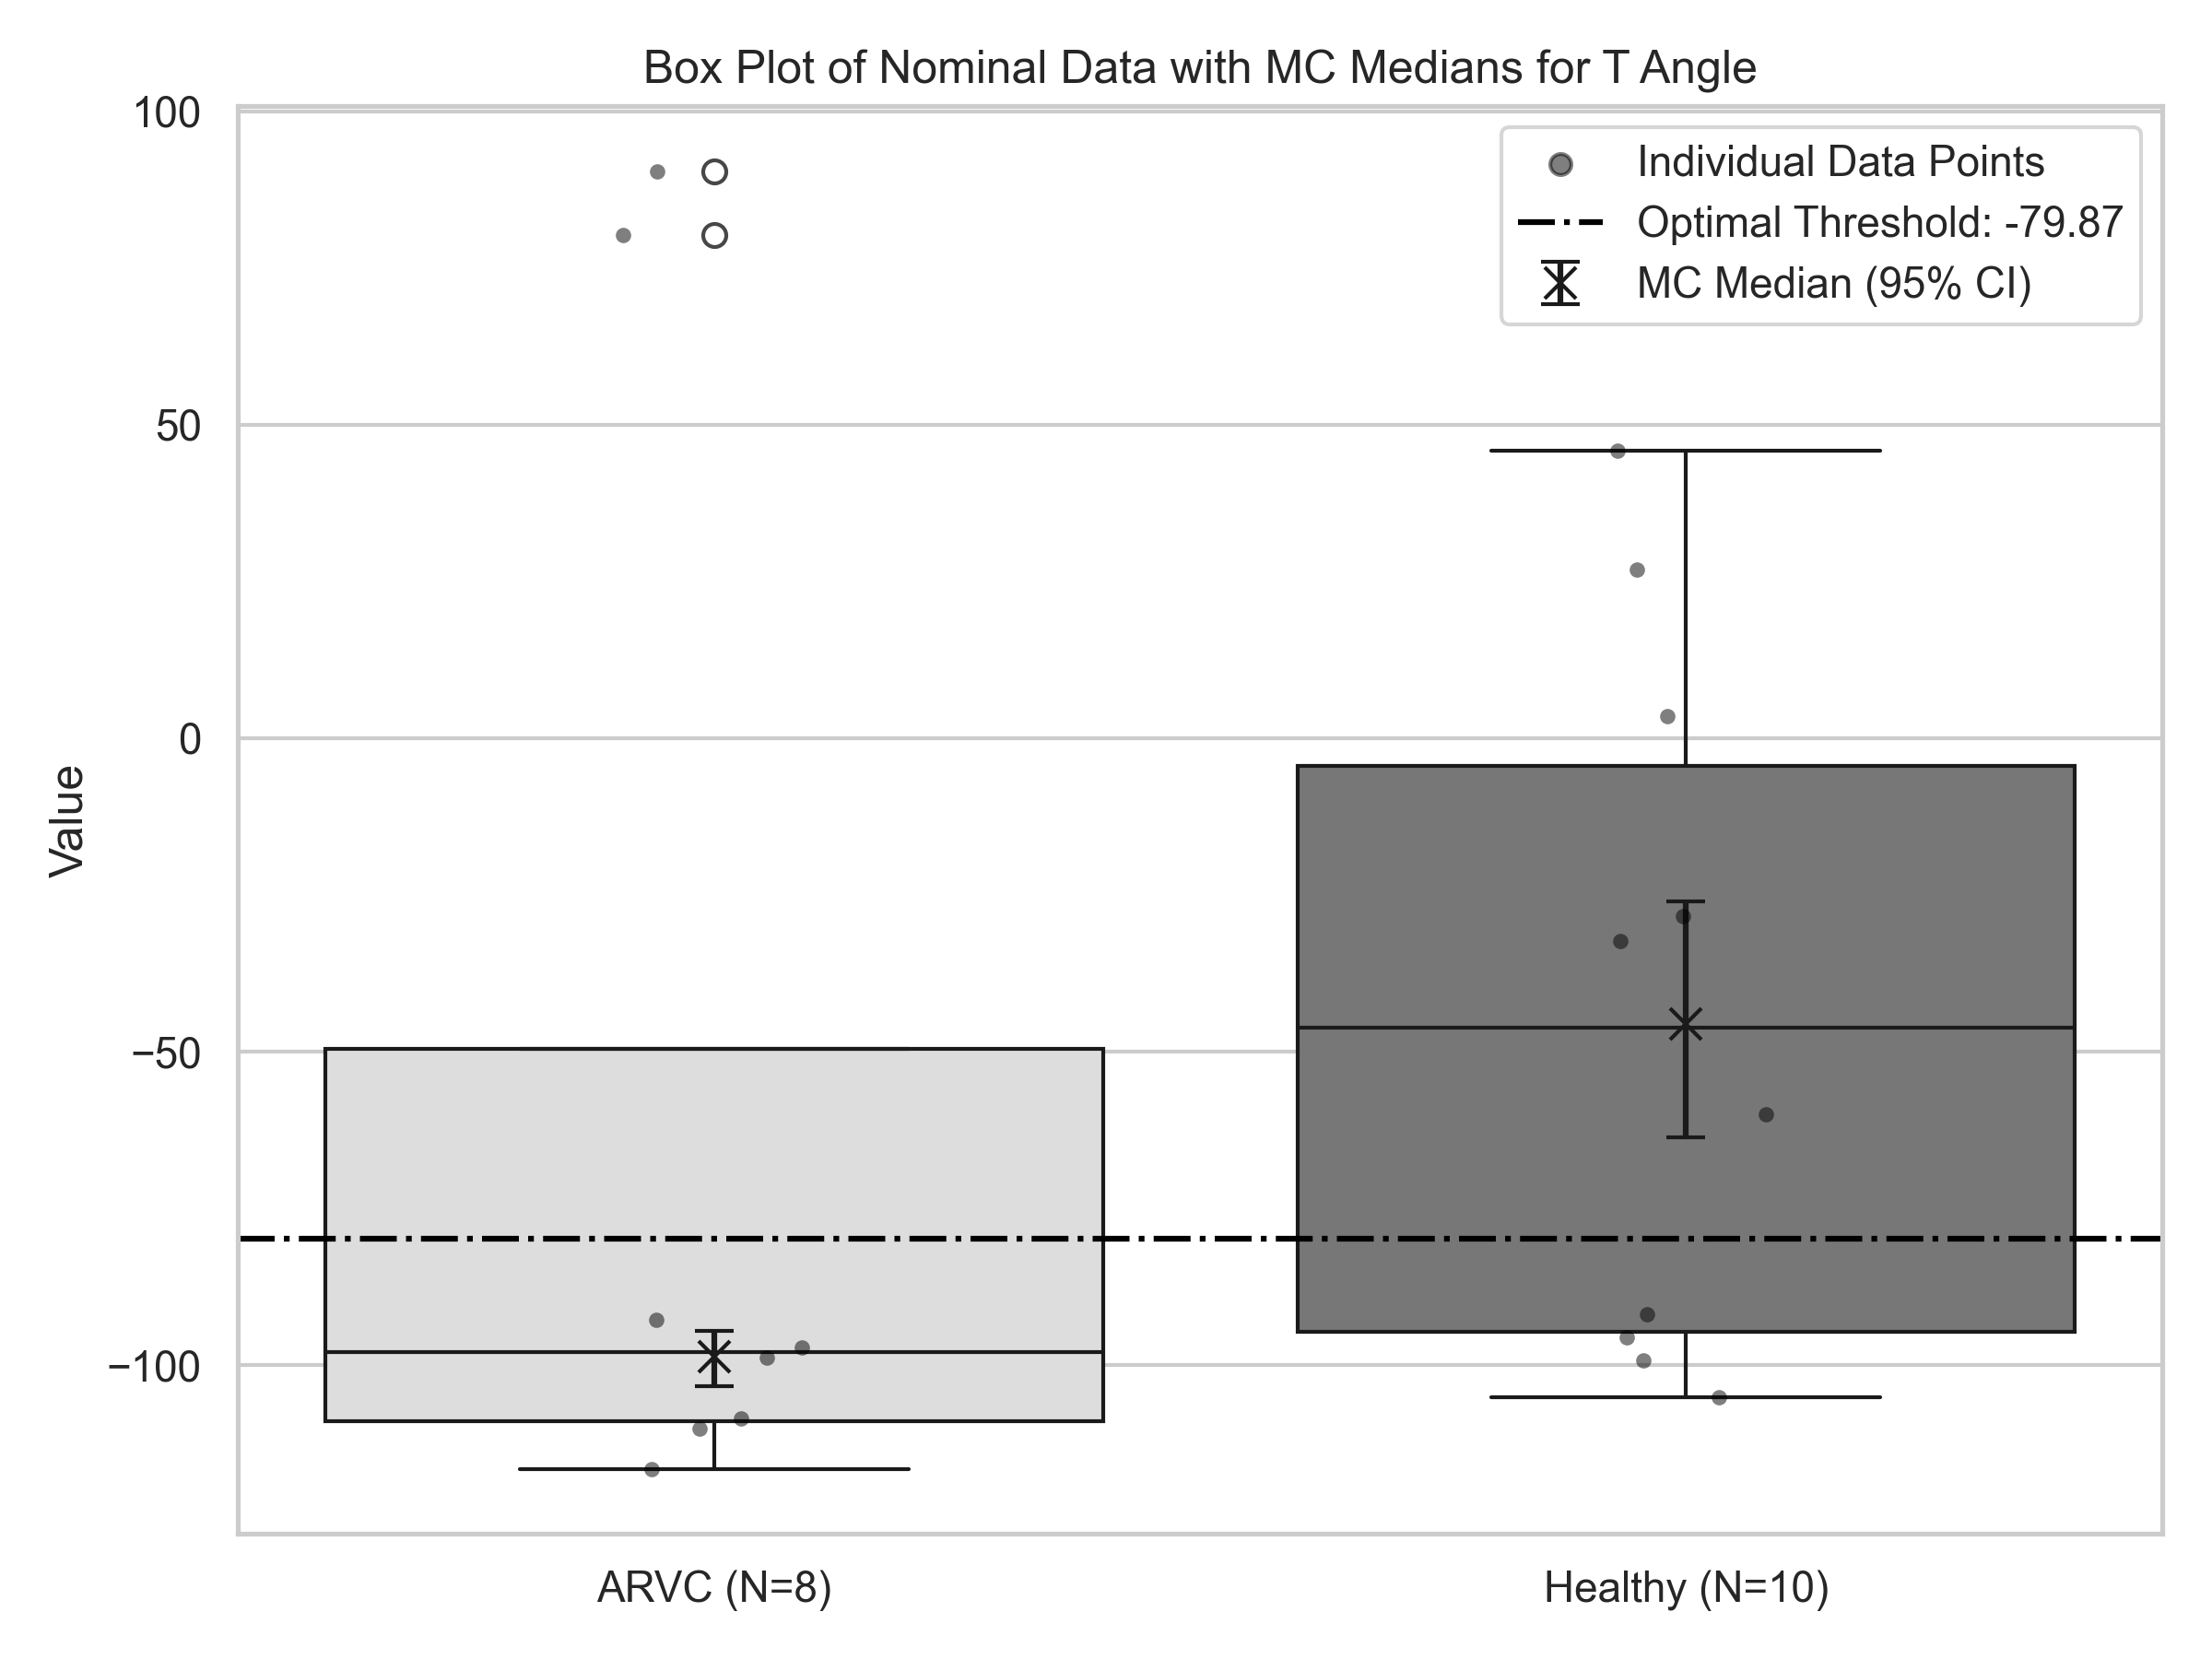 Box Plot of Nominal Data with MC Medians for T Angle
100
50
0
−50
−100
Value
Individual Data Points
Optimal Threshold: -79.87
MC Median (95% CI)
ARVC (N=8)
Healthy (N=10)